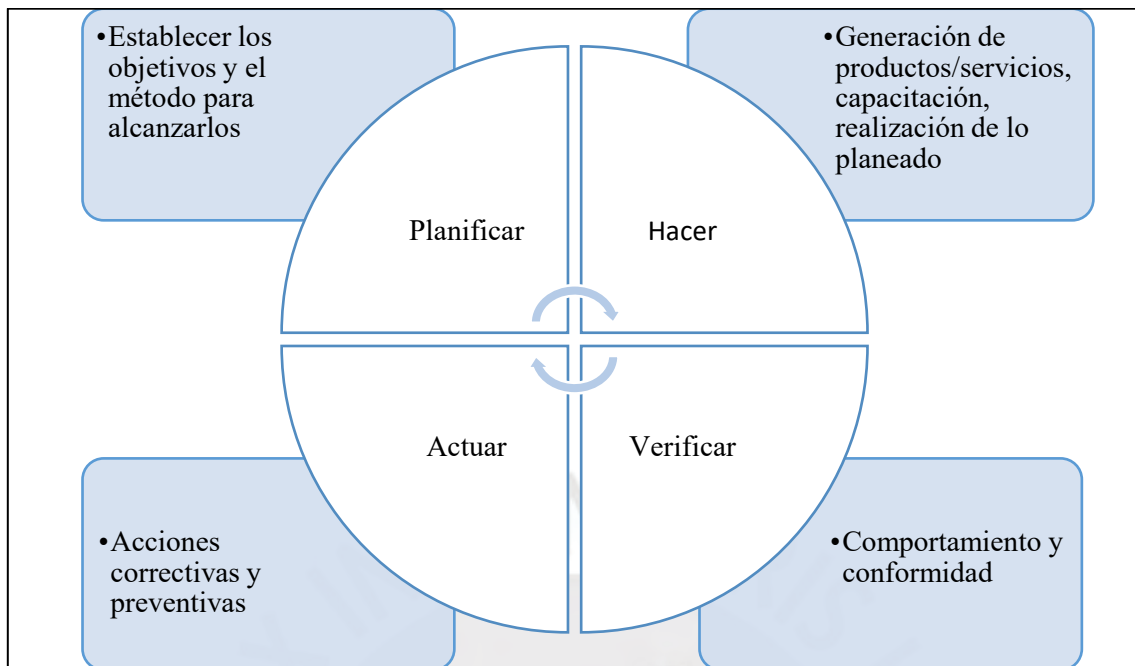 •Establecer los
objetivos y el
método para
alcanzarlos
•Generación de
productos/servicios,
capacitación,
realización de lo
planeado
Planificar
Hacer
Actuar
Verificar
•Acciones
correctivas y
preventivas
•Comportamiento y
conformidad